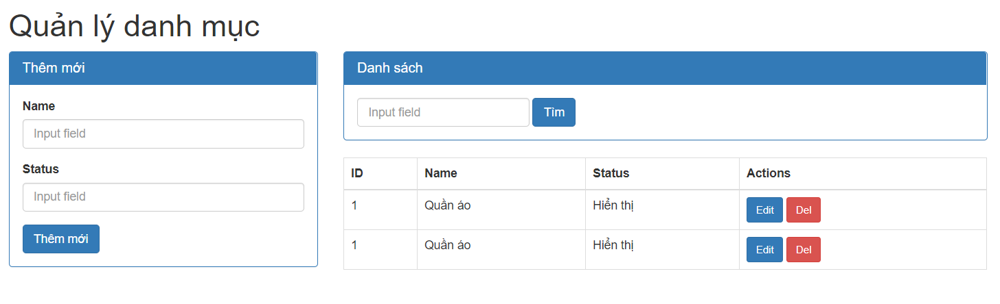 Quản lý danh mục
Thêm mới
Name
Input field
Status
Input field
Thêm mới
Danh sách
Input field Tìm
ID Name Status Actions
1 Quần áo Hiển thị Edit Del
1 Quần áo Hiển thị Edit Del